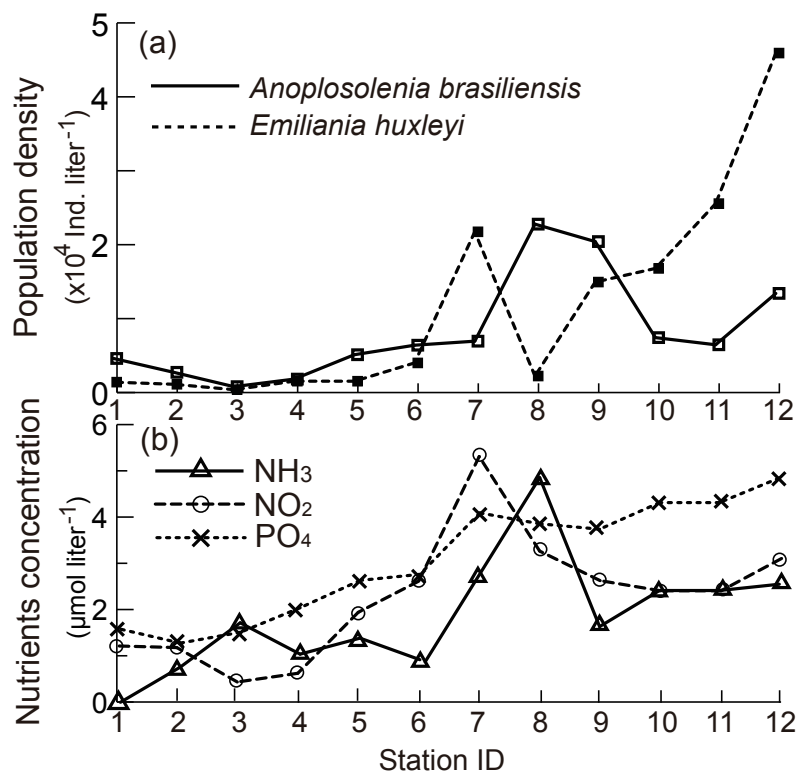 (a)
Anoplosolenia brasiliensis
Emiliania huxleyi
Population density
(x10⁴ Ind. liter⁻¹)
5
4
2
0
1 2 3 4 5 6 7 8 9 10 11 12
(b)
NH₃
NO₂
PO₄
Nutrients concentration
(µmol liter⁻¹)
6
4
2
0
1 2 3 4 5 6 7 8 9 10 11 12
Station ID